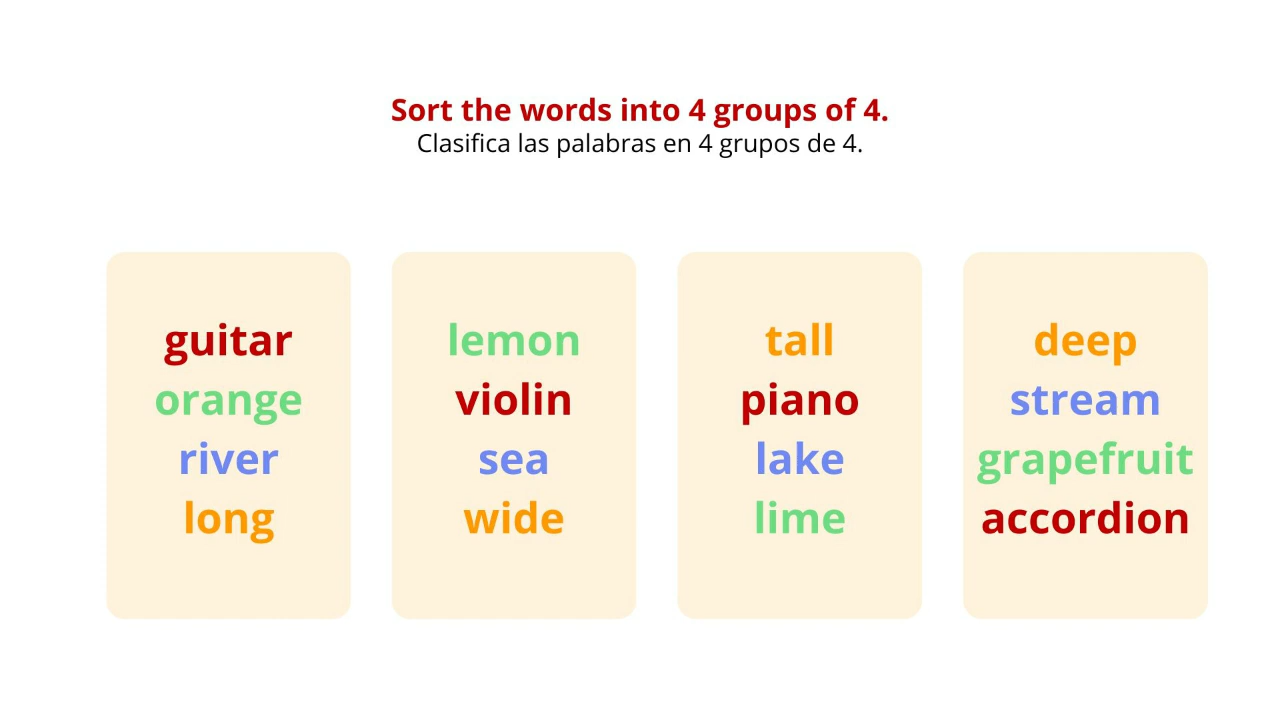 Sort the words into 4 groups of 4.
Clasifica las palabras en 4 grupos de 4.
guitar
orange
river
long
lemon
violin
sea
wide
tall
piano
lake
lime
deep
stream
grapefruit
accordion